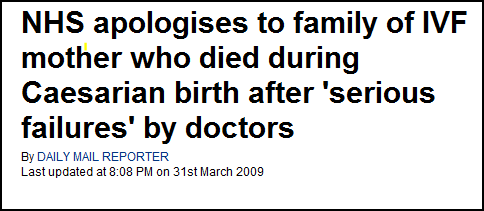 NHS apologises to family of IVF
mother who died during
Caesarian birth after 'serious
failures' by doctors
By DAILY MAIL REPORTER
Last updated at 8:08 PM on 31st March 2009